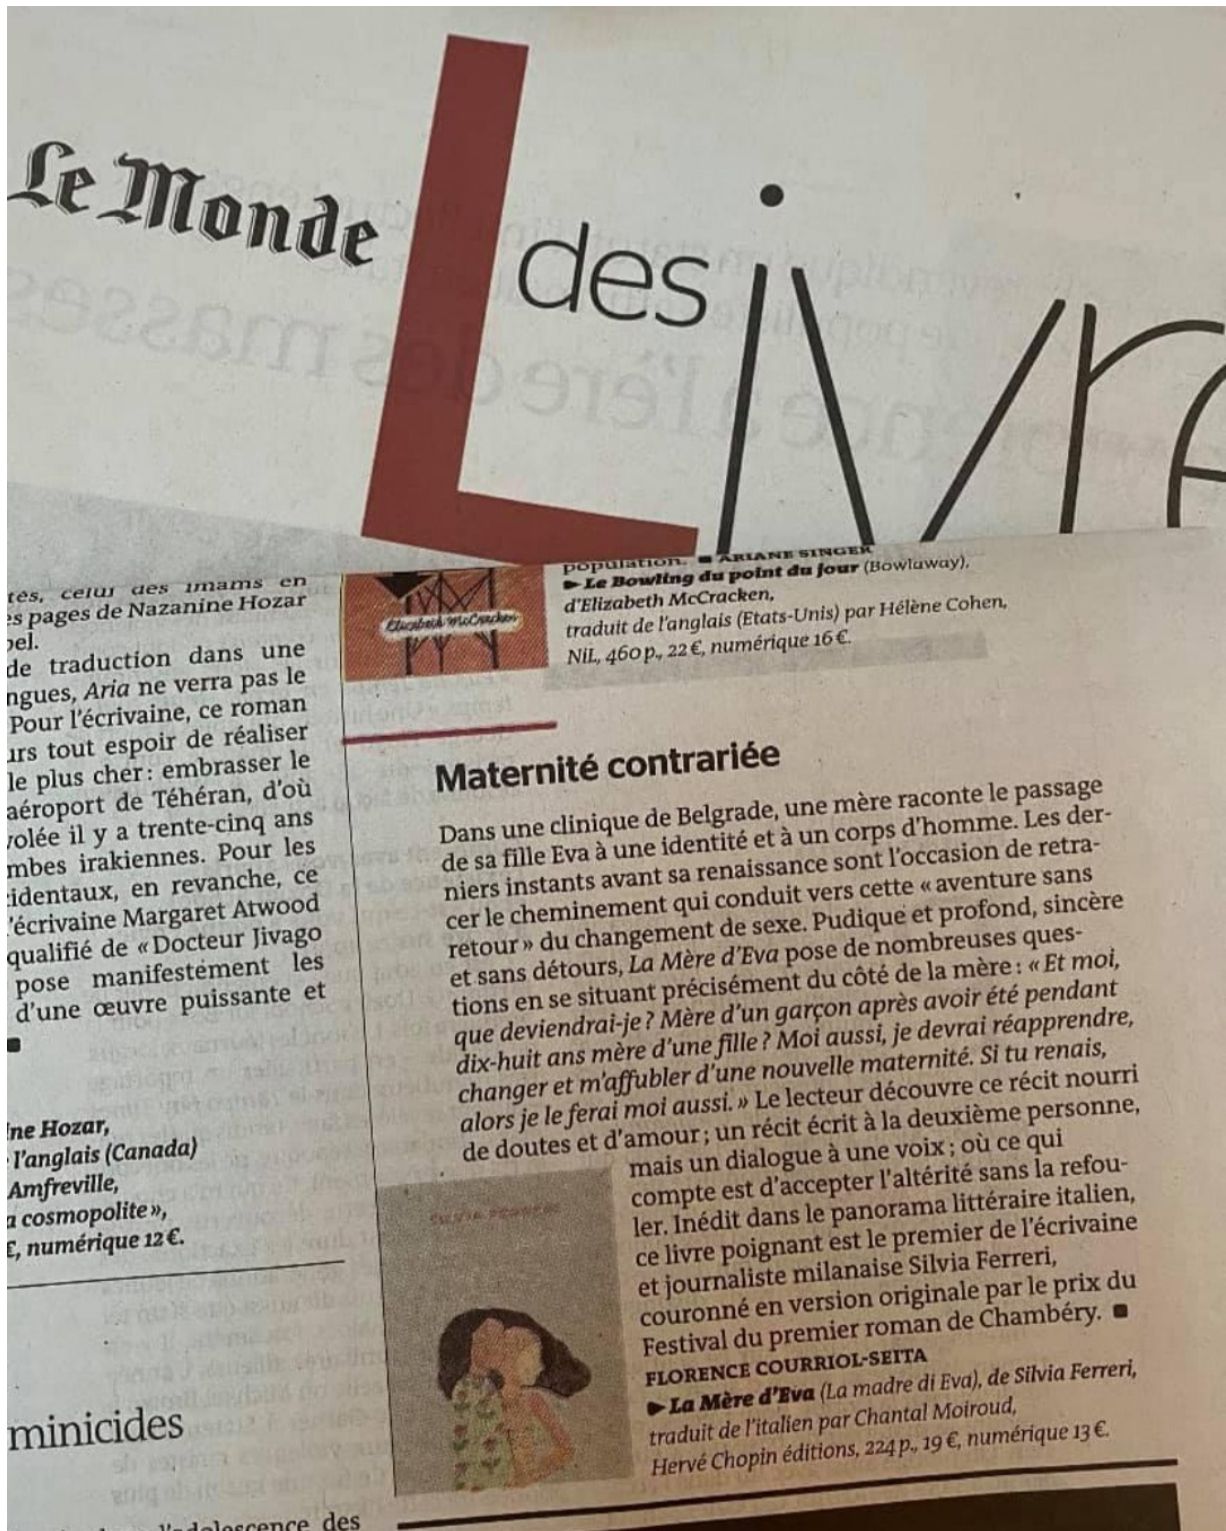 Le Monde
des Livre
tés, celui des imams en
es pages de Nazanine Hozar
bel.
de traduction dans une
ngues, Aria ne verra pas le
Pour l'écrivaine, ce roman
urs tout espoir de réaliser
le plus cher : embrasser le
aéroport de Téhéran, d'où
volée il y a trente-cinq ans
mbes irakiennes. Pour les
cidentaux, en revanche, ce
'écrivaine Margaret Atwood
qualifié de « Docteur Jivago
pose manifestement les
d'une œuvre puissante et
■
ne Hozar,
l'anglais (Canada)
Amfreville,
a cosmopolite »,
€, numérique 12 €.
minicides
l'adolescence des
Elizabeth McCracken
population. ■ ARIANE SINGER
► Le Bowling du point du jour (Bowlaway),
d'Elizabeth McCracken,
traduit de l'anglais (Etats-Unis) par Hélène Cohen,
NiL, 460 p., 22 €, numérique 16 €.
Maternité contrariée
Dans une clinique de Belgrade, une mère raconte le passage
de sa fille Eva à une identité et à un corps d'homme. Les der-
niers instants avant sa renaissance sont l'occasion de retra-
cer le cheminement qui conduit vers cette « aventure sans
retour » du changement de sexe. Pudique et profond, sincère
et sans détours, La Mère d'Eva pose de nombreuses ques-
tions en se situant précisément du côté de la mère : « Et moi,
que deviendrai-je ? Mère d'un garçon après avoir été pendant
dix-huit ans mère d'une fille ? Moi aussi, je devrai réapprendre,
changer et m'affubler d'une nouvelle maternité. Si tu renais,
alors je le ferai moi aussi. » Le lecteur découvre ce récit nourri
de doutes et d'amour ; un récit écrit à la deuxième personne,
mais un dialogue à une voix ; où ce qui
compte est d'accepter l'altérité sans la refou-
ler. Inédit dans le panorama littéraire italien,
ce livre poignant est le premier de l'écrivaine
et journaliste milanaise Silvia Ferreri,
couronné en version originale par le prix du
Festival du premier roman de Chambéry. ■
FLORENCE COURRIOL-SEITA
► La Mère d'Eva (La madre di Eva), de Silvia Ferreri,
traduit de l'italien par Chantal Moiroud,
Hervé Chopin éditions, 224 p., 19 €, numérique 13 €.
SILVIA FERRERI